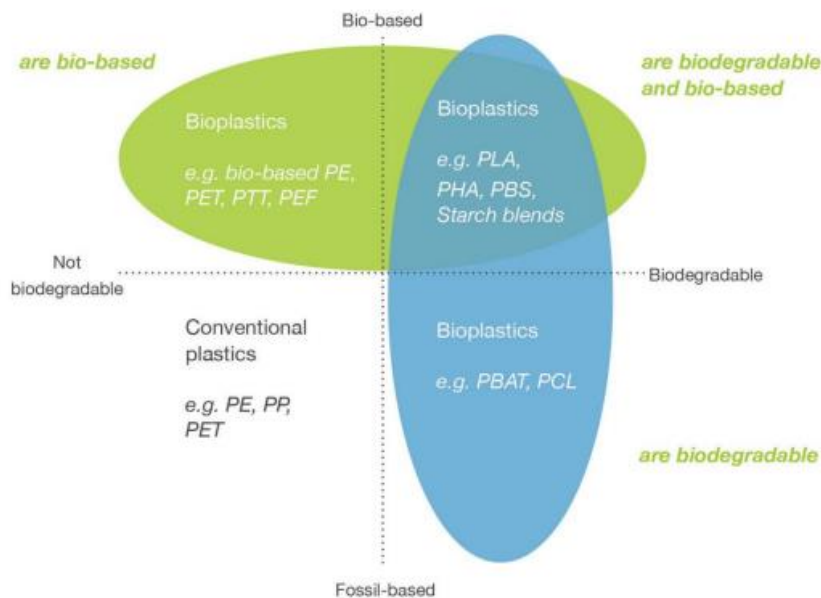 Bio-based
are bio-based
are biodegradable
and bio-based
Bioplastics
e.g. bio-based PE,
PET, PTT, PEF
Bioplastics
e.g. PLA,
PHA, PBS,
Starch blends
Not
biodegradable
Biodegradable
Conventional
plastics
e.g. PE, PP,
PET
Bioplastics
e.g. PBAT, PCL
are biodegradable
Fossil-based